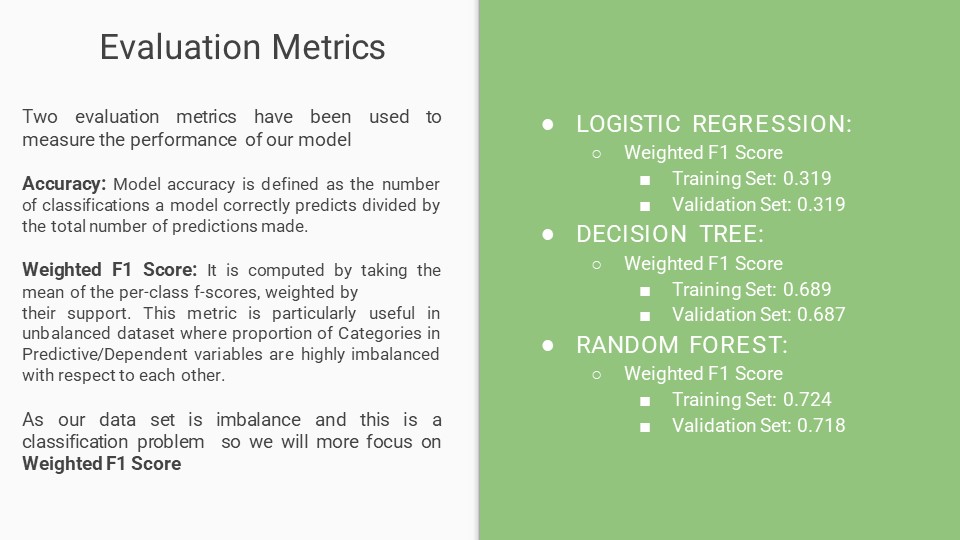 Evaluation Metrics
Two evaluation metrics have been used to
measure the performance of our model
Accuracy: Model accuracy is defined as the number
of classifications a model correctly predicts divided by
the total number of predictions made.
Weighted F1 Score: It is computed by taking the
mean of the per-class f-scores, weighted by
their support. This metric is particularly useful in
unbalanced dataset where proportion of Categories in
Predictive/Dependent variables are highly imbalanced
with respect to each other.
As our data set is imbalance and this is a
classification problem so we will more focus on
Weighted F1 Score
● LOGISTIC REGRESSION:
○ Weighted F1 Score
■ Training Set: 0.319
■ Validation Set: 0.319
● DECISION TREE:
○ Weighted F1 Score
■ Training Set: 0.689
■ Validation Set: 0.687
● RANDOM FOREST:
○ Weighted F1 Score
■ Training Set: 0.724
■ Validation Set: 0.718